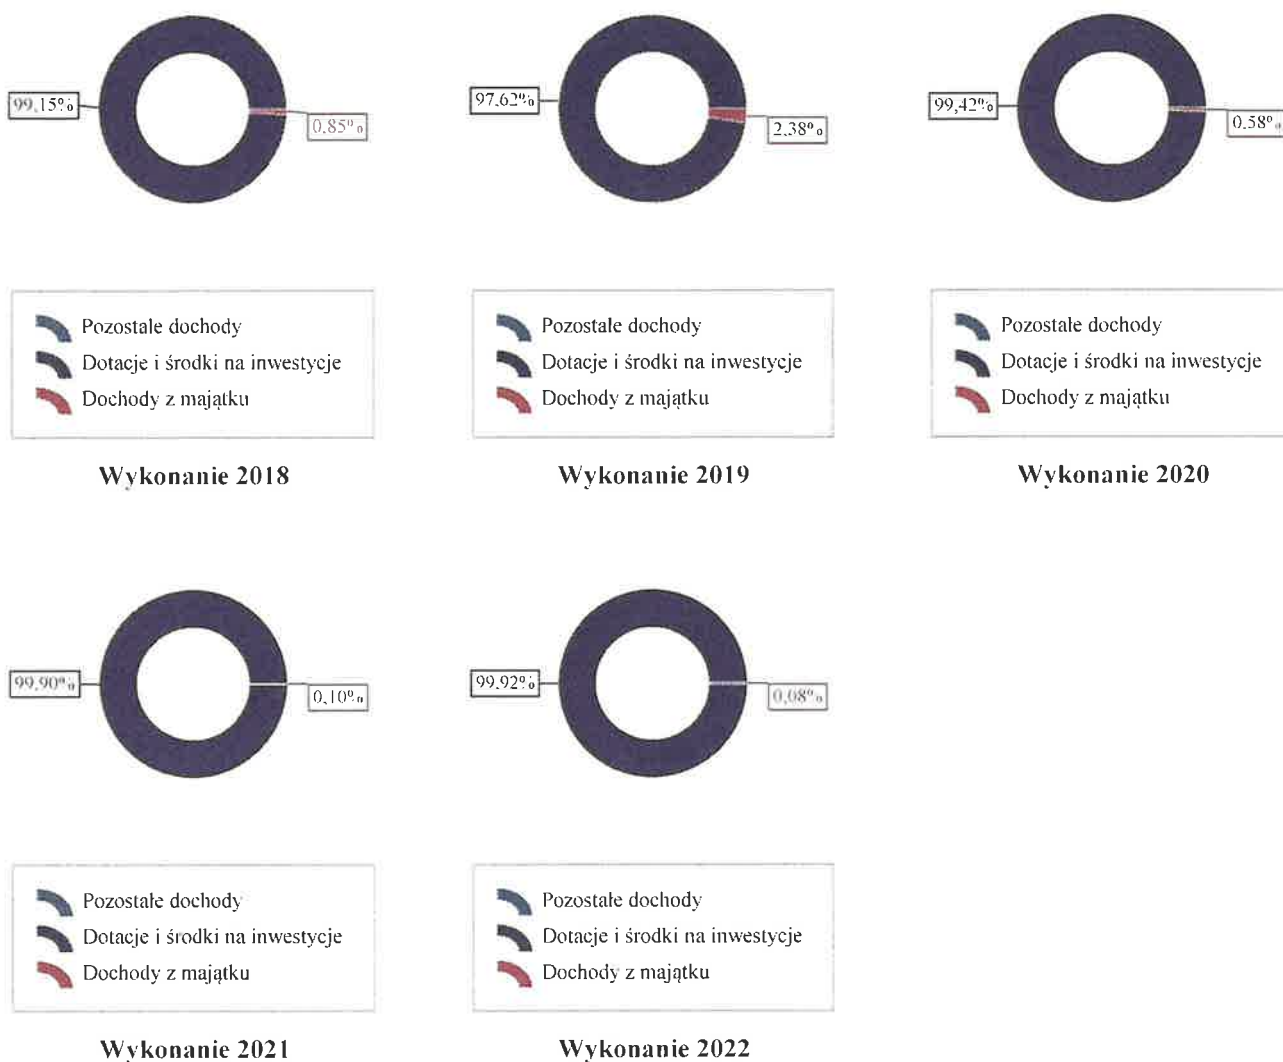 99,15%
0,85%
Pozostałe dochody
Dotacje i środki na inwestycje
Dochody z majątku
Wykonanie 2018
97,62%
2,38%
Pozostałe dochody
Dotacje i środki na inwestycje
Dochody z majątku
Wykonanie 2019
99,42%
0,58%
Pozostałe dochody
Dotacje i środki na inwestycje
Dochody z majątku
Wykonanie 2020
99,90%
0,10%
Pozostałe dochody
Dotacje i środki na inwestycje
Dochody z majątku
Wykonanie 2021
99,92%
0,08%
Pozostałe dochody
Dotacje i środki na inwestycje
Dochody z majątku
Wykonanie 2022